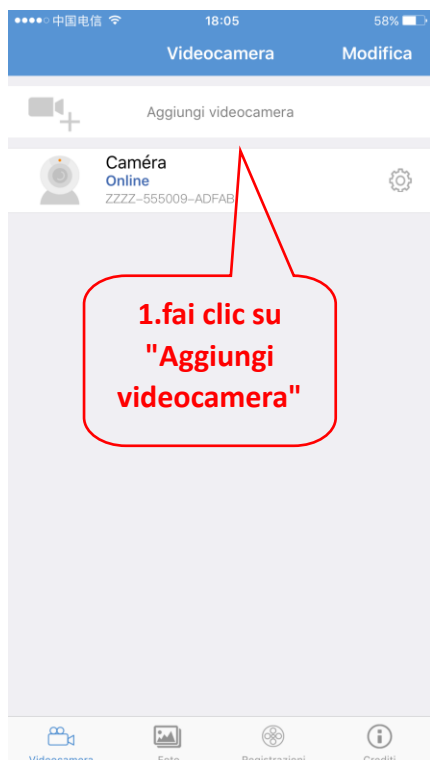 中国电信 18:05 58%
Videocamera Modifica
Aggiungi videocamera
Caméra
Online
ZZZZ-555009-ADFAB
1.fai clic su
"Aggiungi
videocamera"
Videocamera Foto Registrazioni Crediti